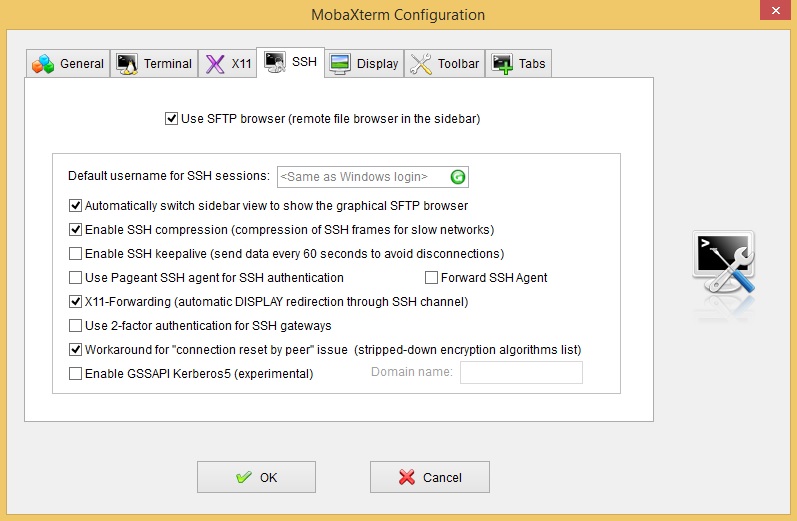 MobaXterm Configuration
General
Terminal
X11
SSH
Display
Toolbar
Tabs
Use SFTP browser (remote file browser in the sidebar)
Default username for SSH sessions: <Same as Windows login>
Automatically switch sidebar view to show the graphical SFTP browser
Enable SSH compression (compression of SSH frames for slow networks)
Enable SSH keepalive (send data every 60 seconds to avoid disconnections)
Use Pageant SSH agent for SSH authentication
Forward SSH Agent
X11-Forwarding (automatic DISPLAY redirection through SSH channel)
Use 2-factor authentication for SSH gateways
Workaround for "connection reset by peer" issue (stripped-down encryption algorithms list)
Enable GSSAPI Kerberos5 (experimental)
Domain name:
OK
Cancel